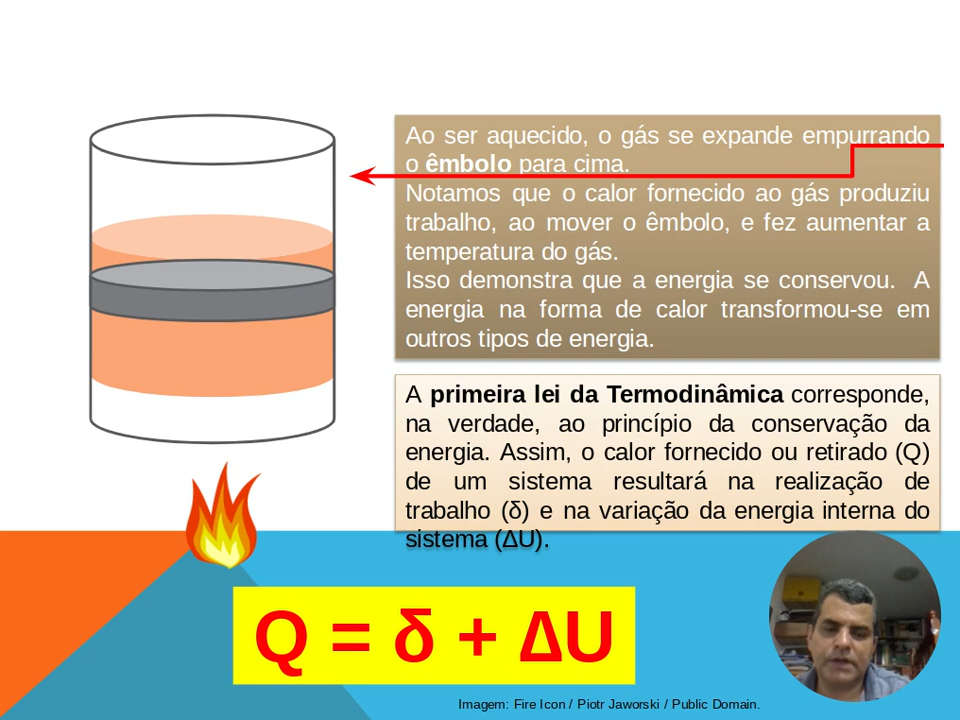 Ao ser aquecido, o gás se expande empurrando
o êmbolo para cima.
Notamos que o calor fornecido ao gás produziu
trabalho, ao mover o êmbolo, e fez aumentar a
temperatura do gás.
Isso demonstra que a energia se conservou. A
energia na forma de calor transformou-se em
outros tipos de energia.
A primeira lei da Termodinâmica corresponde,
na verdade, ao princípio da conservação da
energia. Assim, o calor fornecido ou retirado (Q)
de um sistema resultará na realização de
trabalho (δ) e na variação da energia interna do
sistema (ΔU).
Q = δ + ΔU
Imagem: Fire Icon / Piotr Jaworski / Public Domain.